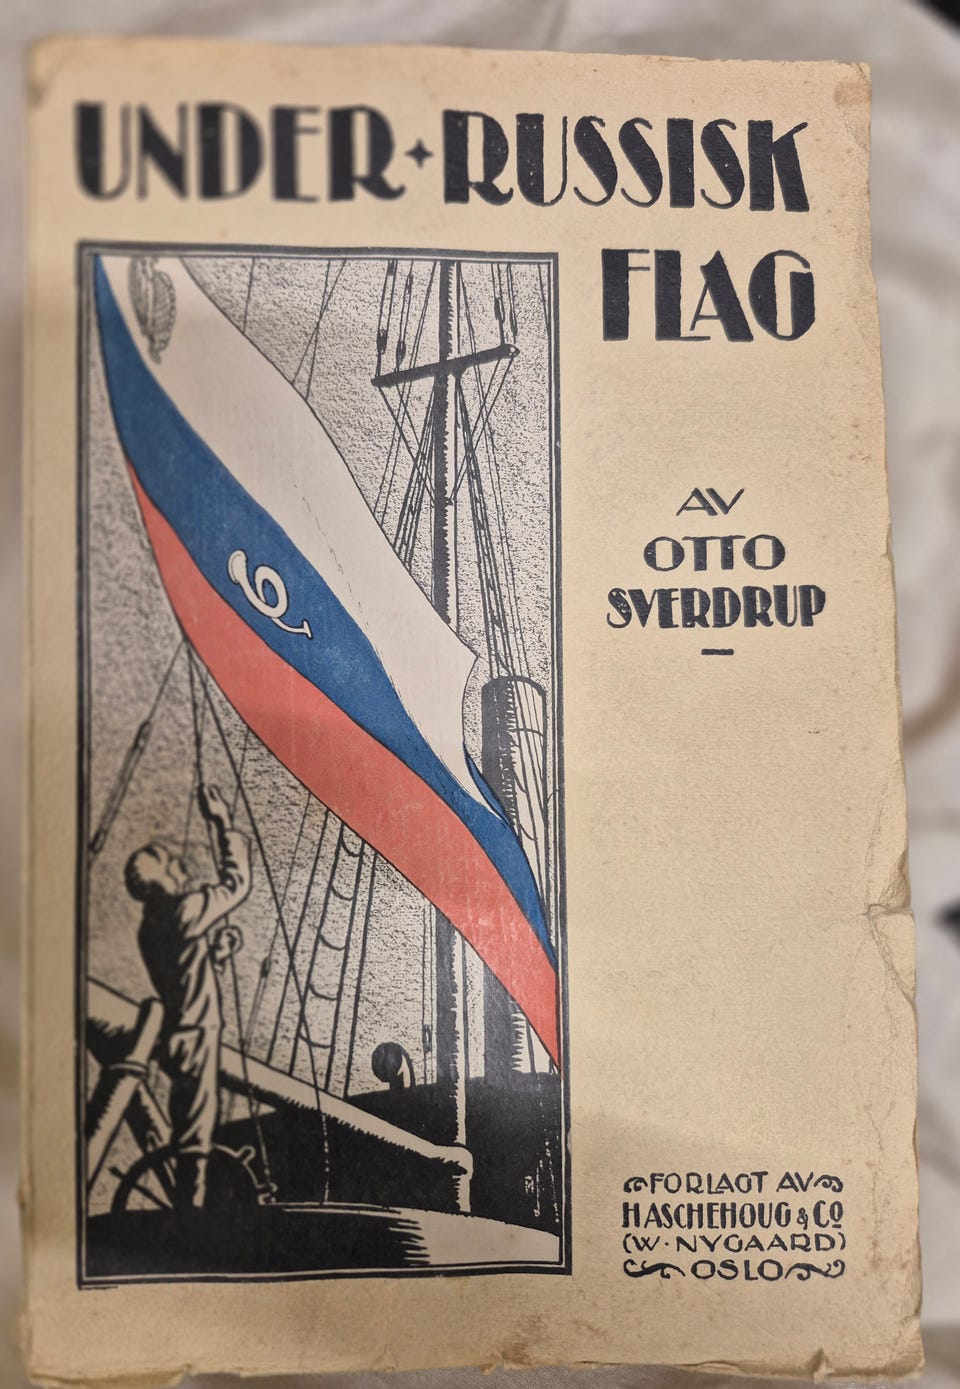 UNDER RUSSISK
FLAG
AV
OTTO
SVERDRUP
FORLAGT AV
H ASCHEHOUG & CO
(W. NYGAARD)
OSLO